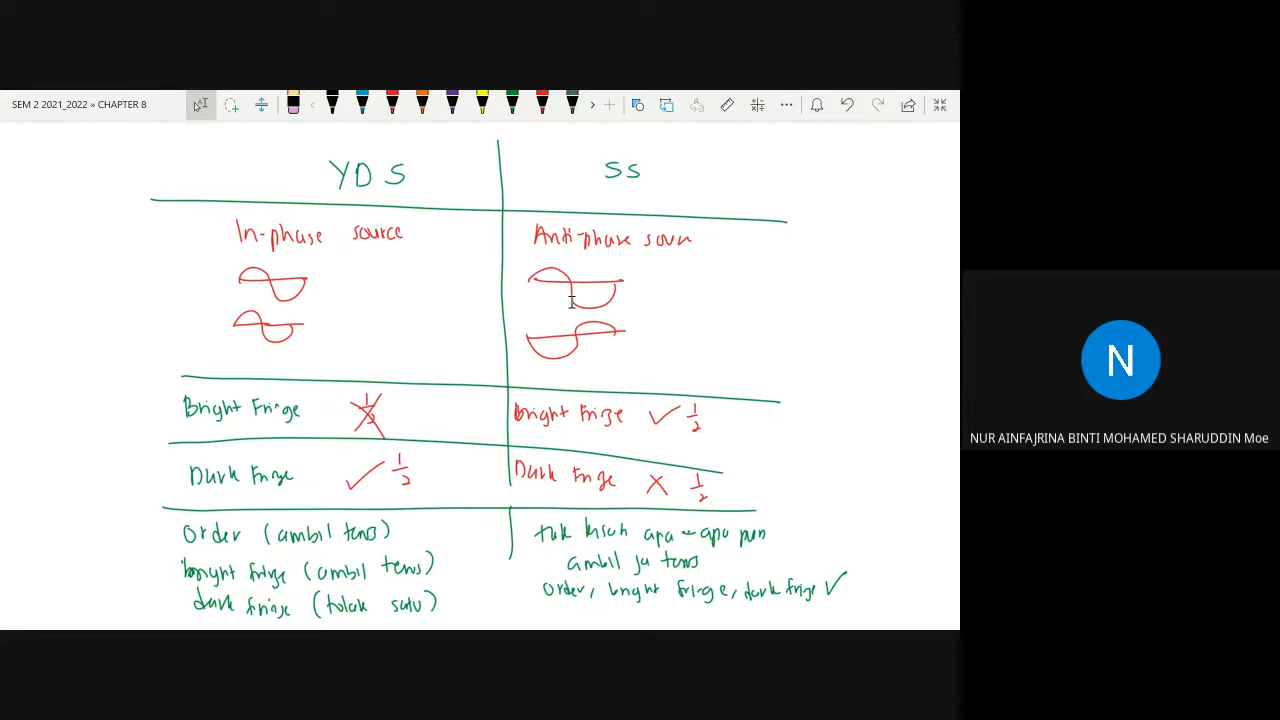 SEM 2 2021_2022 » CHAPTER 8
YDS
SS
In-phase source
Anti-phase
Bright Fringe 1/2
Bright Fringe ✓ 1/2
Dark Fringe ✓ 1/2
Dark Fringe X 1/2
Order (ambil terus)
bright fringe (ambil terus)
dark fringe (tolak satu)
tak kisah apa-apa pun
ambil ja terus
order, bright fringe, dark fringe ✓
N
NUR AINFAJRINA BINTI MOHAMED SHARUDDIN Moe